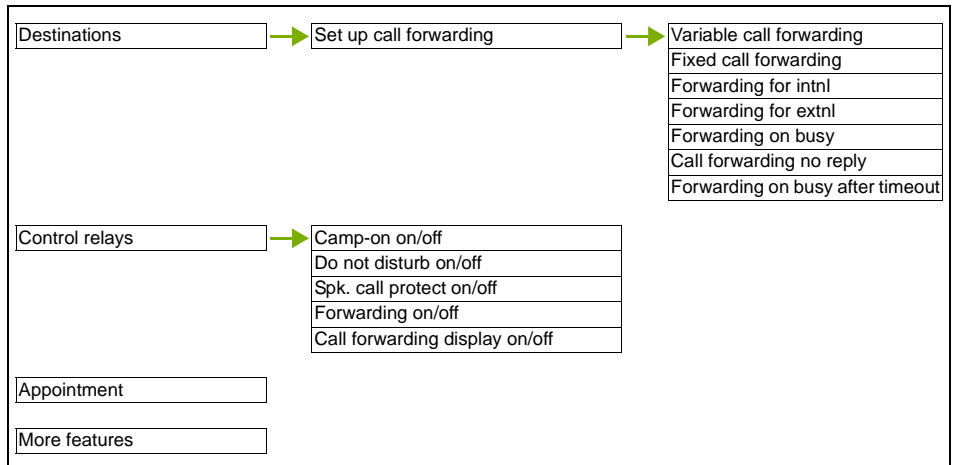 Destinations
Set up call forwarding
Variable call forwarding
Fixed call forwarding
Forwarding for intnl
Forwarding for extnl
Forwarding on busy
Call forwarding no reply
Forwarding on busy after timeout
Control relays
Camp-on on/off
Do not disturb on/off
Spk. call protect on/off
Forwarding on/off
Call forwarding display on/off
Appointment
More features